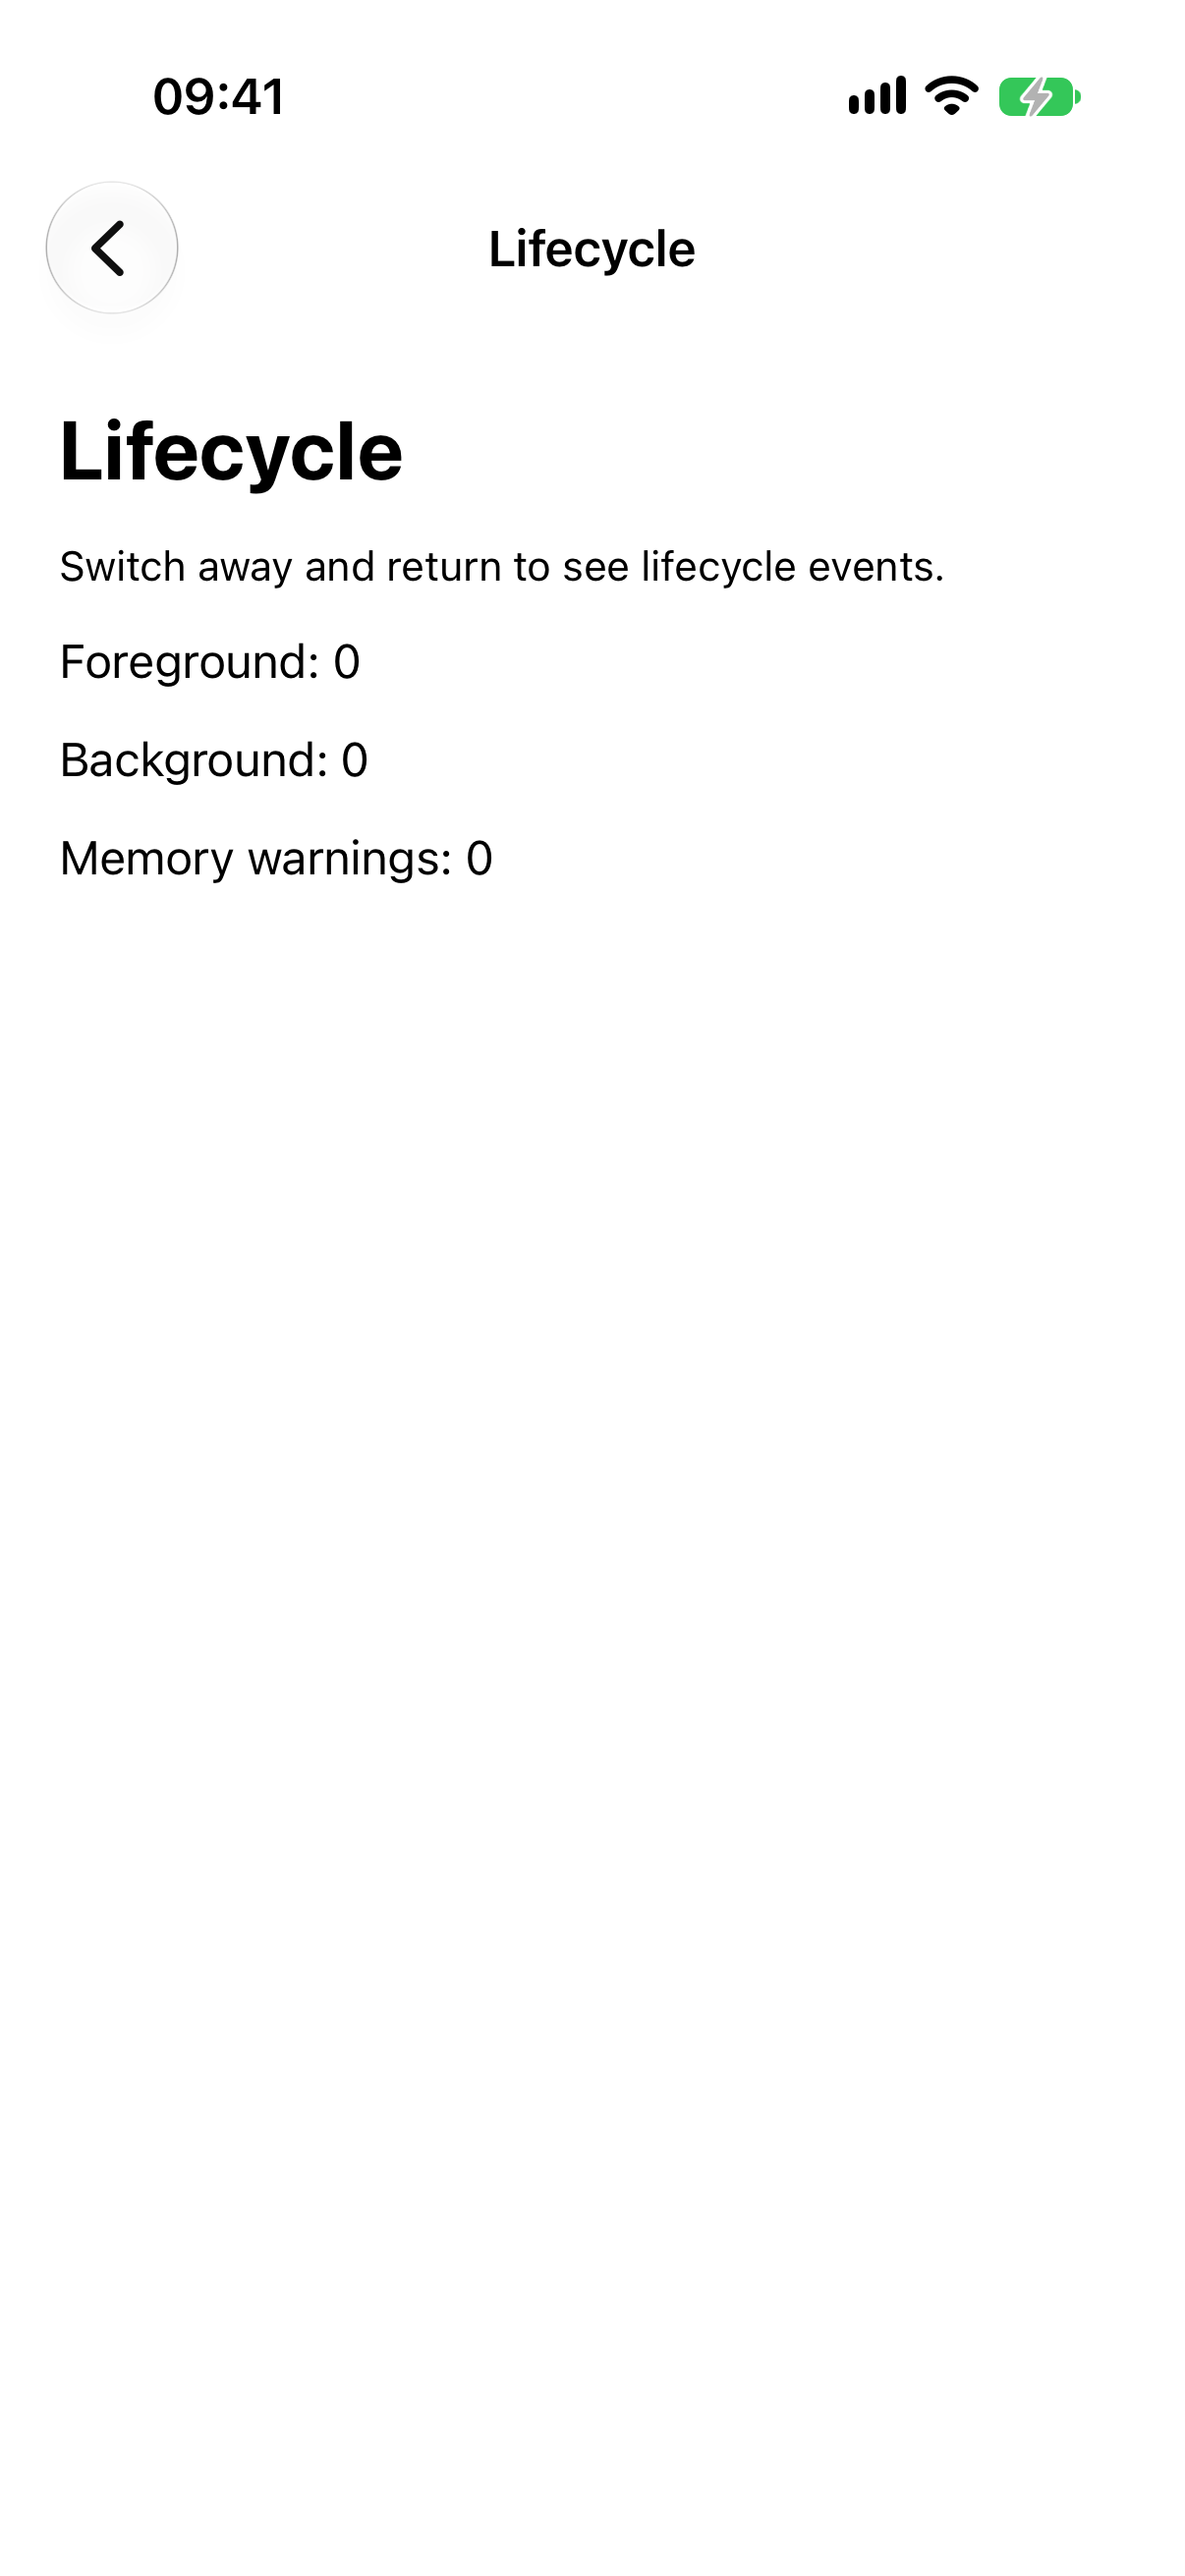 09:41
Lifecycle
Lifecycle
Switch away and return to see lifecycle events.
Foreground: 0
Background: 0
Memory warnings: 0